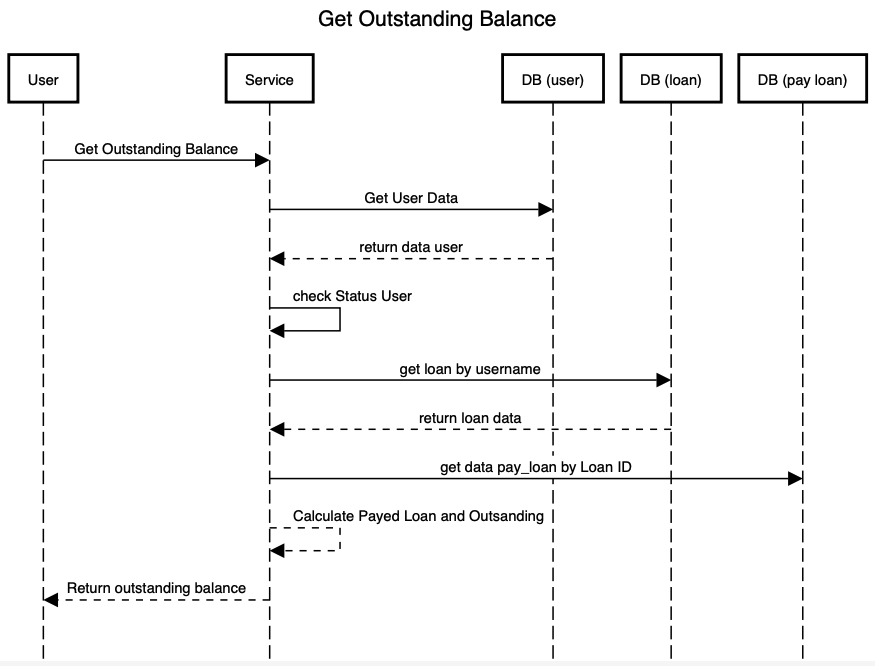 Get Outstanding Balance
User
Service
DB (user)
DB (loan)
DB (pay loan)
Get Outstanding Balance
Get User Data
return data user
check Status User
get loan by username
return loan data
get data pay_loan by Loan ID
Calculate Payed Loan and Outsanding
Return outstanding balance